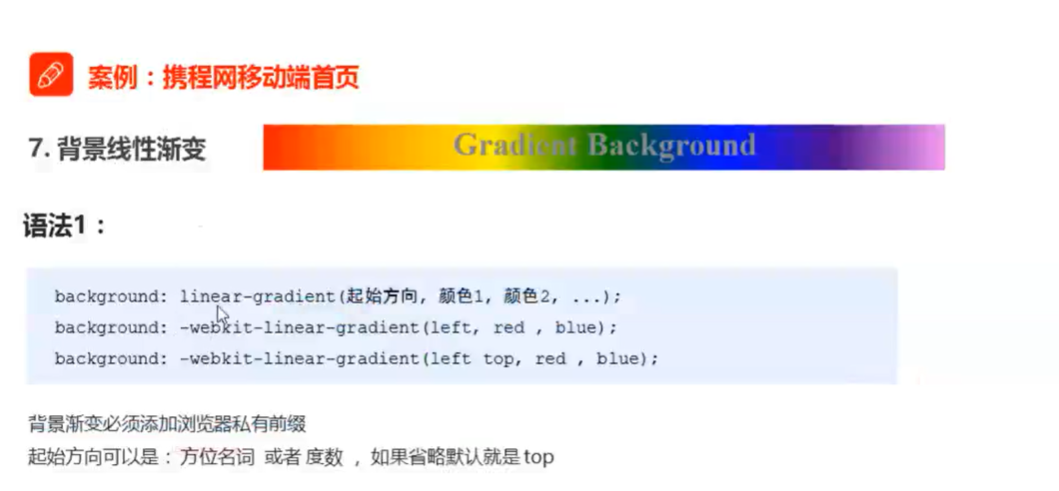 案例：携程网移动端首页
7. 背景线性渐变
Gradient Background
语法1：
background: linear-gradient(起始方向, 颜色1, 颜色2, ...);
background: -webkit-linear-gradient(left, red , blue);
background: -webkit-linear-gradient(left top, red , blue);
背景渐变必须添加浏览器私有前缀
起始方向可以是： 方位名词 或者 度数 ， 如果省略默认就是 top